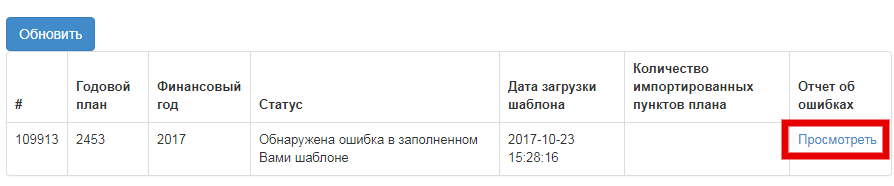 Обновить
# Годовой план Финансовый год Статус Дата загрузки шаблона Количество импортированных пунктов плана Отчет об ошибках
109913 2453 2017 Обнаружена ошибка в заполненном Вами шаблоне 2017-10-23 15:28:16 Просмотреть